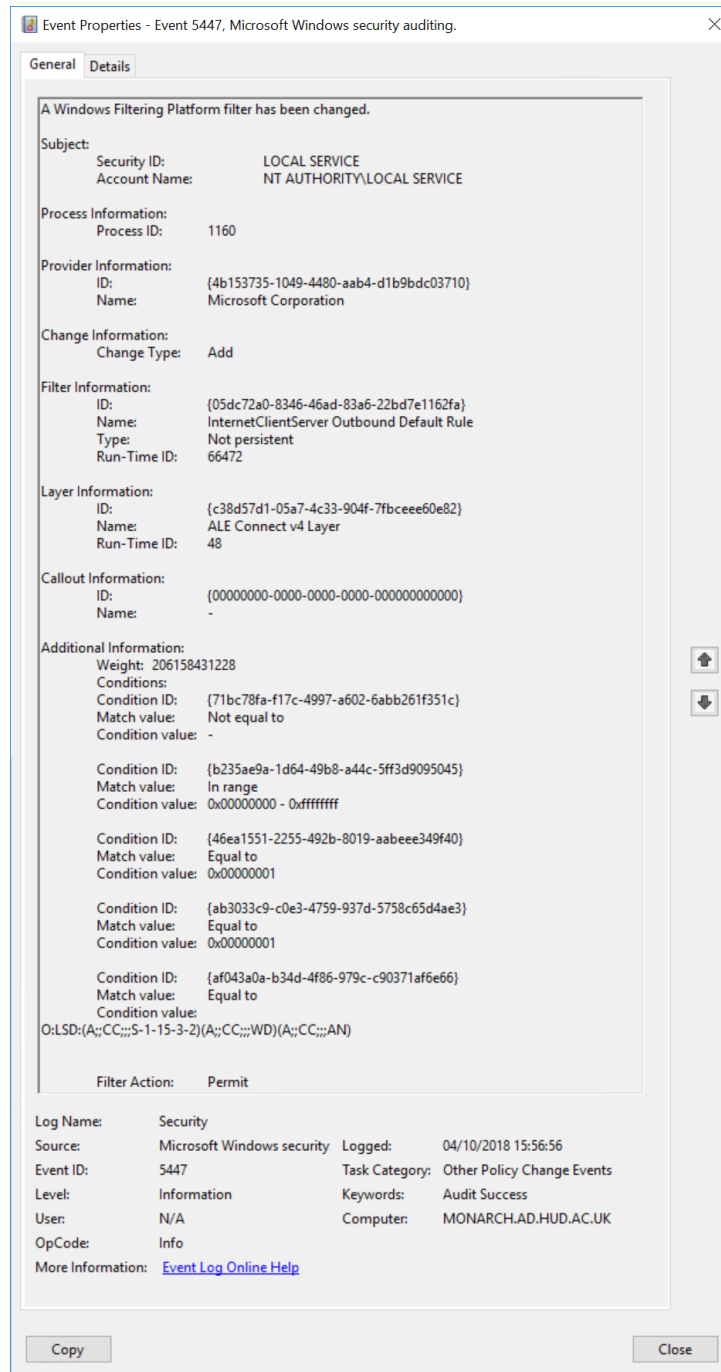 Event Properties - Event 5447, Microsoft Windows security auditing.
General Details
A Windows Filtering Platform filter has been changed.
Subject:
Security ID: LOCAL SERVICE
Account Name: NT AUTHORITY\LOCAL SERVICE
Process Information:
Process ID: 1160
Provider Information:
ID: {4b153735-1049-4480-aab4-d1b9bdc03710}
Name: Microsoft Corporation
Change Information:
Change Type: Add
Filter Information:
ID: {05dc72a0-8346-46ad-83a6-22bd7e1162fa}
Name: InternetClientServer Outbound Default Rule
Type: Not persistent
Run-Time ID: 66472
Layer Information:
ID: {c38d57d1-05a7-4c33-904f-7fbceee60e82}
Name: ALE Connect v4 Layer
Run-Time ID: 48
Callout Information:
ID: {00000000-0000-0000-0000-000000000000}
Name: -
Additional Information:
Weight: 206158431228
Conditions:
Condition ID: {71bc78fa-f17c-4997-a602-6abb261f351c}
Match value: Not equal to
Condition value: -
Condition ID: {b235ae9a-1d64-49b8-a44c-5ff3d9095045}
Match value: In range
Condition value: 0x00000000 - 0xffffffff
Condition ID: {46ea1551-2255-492b-8019-aabeee349f40}
Match value: Equal to
Condition value: 0x00000001
Condition ID: {ab3033c9-c0e3-4759-937d-5758c65d4ae3}
Match value: Equal to
Condition value: 0x00000001
Condition ID: {af043a0a-b34d-4f86-979c-c90371af6e66}
Match value: Equal to
Condition value:
O:LSD:(A;;CC;;;S-1-15-3-2)(A;;CC;;;WD)(A;;CC;;;AN)
Filter Action: Permit
Log Name: Security
Source: Microsoft Windows security Logged: 04/10/2018 15:56:56
Event ID: 5447 Task Category: Other Policy Change Events
Level: Information Keywords: Audit Success
User: N/A Computer: MONARCH.AD.HUD.AC.UK
OpCode: Info
More Information: Event Log Online Help
Copy Close